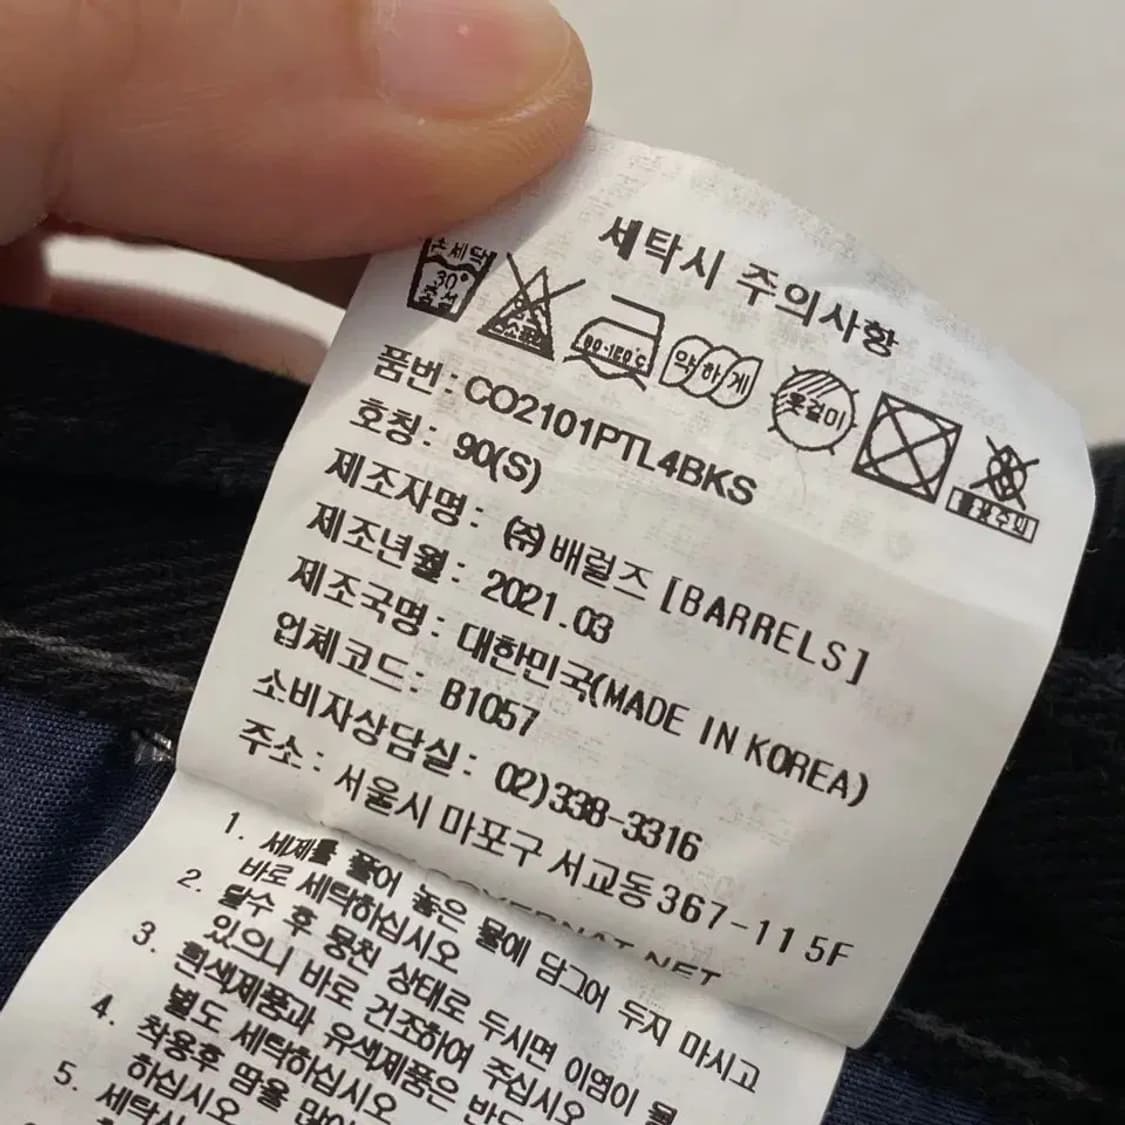 세탁시 주의사항
손세탁 30° 중성
염소표백
80-120℃
약하게
옷걸이
품번 : CO2101PTL4BKS
호칭 : 90(S)
제조자명 : ㈜배럴즈 [BARRELS]
제조년월 : 2021.03
제조국명 : 대한민국(MADE IN KOREA)
업체코드 : B1057
소비자상담실 : 02)338-3316
주소 : 서울시 마포구 서교동367-11 5F
NET
1. 세제를 풀어 놓은 물에 담그어 두지 마시고
바로 세탁하십시오
2. 탈수 후 뭉친 상태로 두시면 이염이 될
있으니 바로 건조하여 주십시오
3. 흰색제품과 유색제품은 반드
별도 세탁하십시오
4. 착용후 땀을 많이
하십시오
5. 세탁시